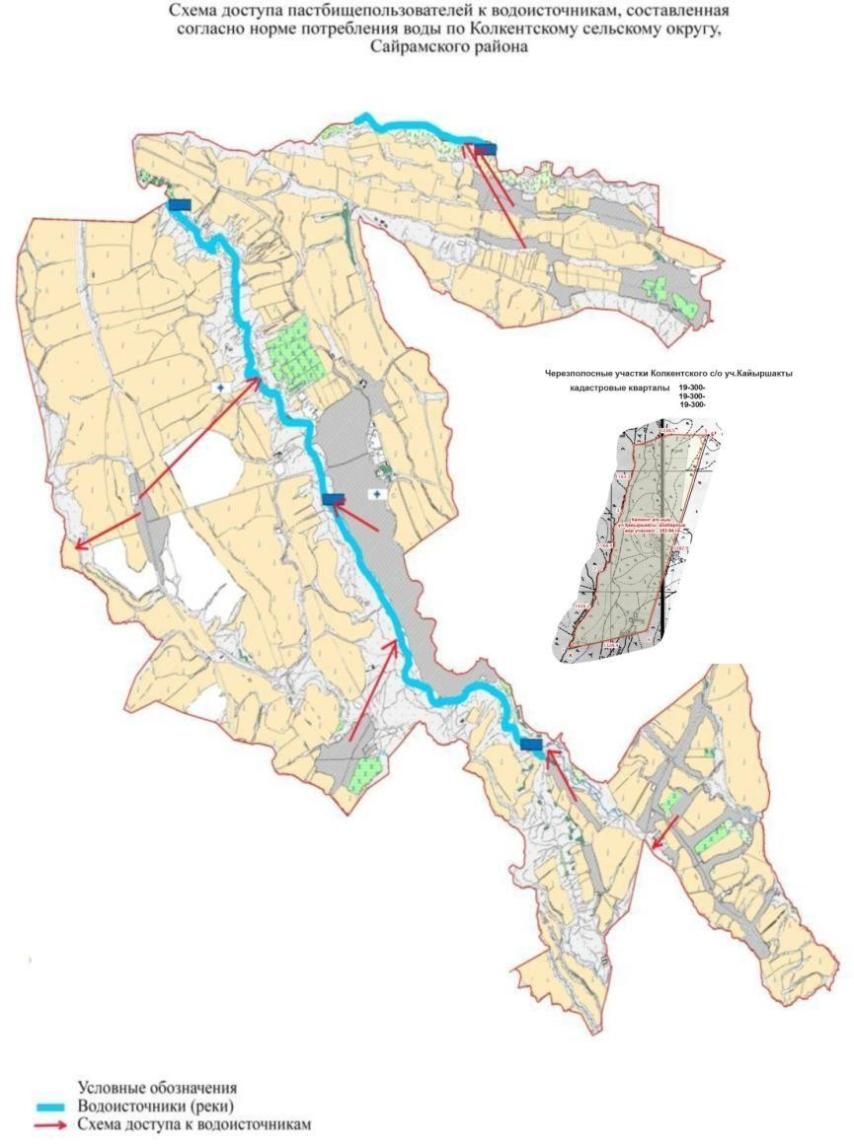 Схема доступа пастбищепользователей к водоисточникам, составленная
согласно норме потребления воды по Колкентскому сельскому округу,
Сайрамского района
Черезполосные участки Колкентского с/о уч.Кайыршакты
кадастровые кварталы 19-300-
19-300-
19-300-
Условные обозначения
Водоисточники (реки)
Схема доступа к водоисточникам